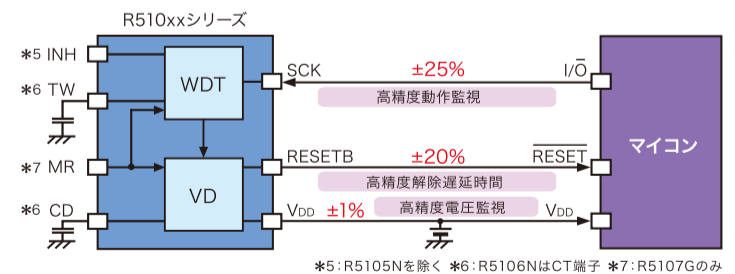 R510xxシリーズ
*5 INH
*6 TW
*7 MR
*6 CD
WDT
VD
SCK ±25% I/O̅
高精度動作監視
RESETB ±20% R̅E̅S̅E̅T̅
高精度解除遅延時間
VDD ±1% 高精度電圧監視 VDD
マイコン
*5:R5105Nを除く *6:R5106NはCT端子 *7:R5107Gのみ